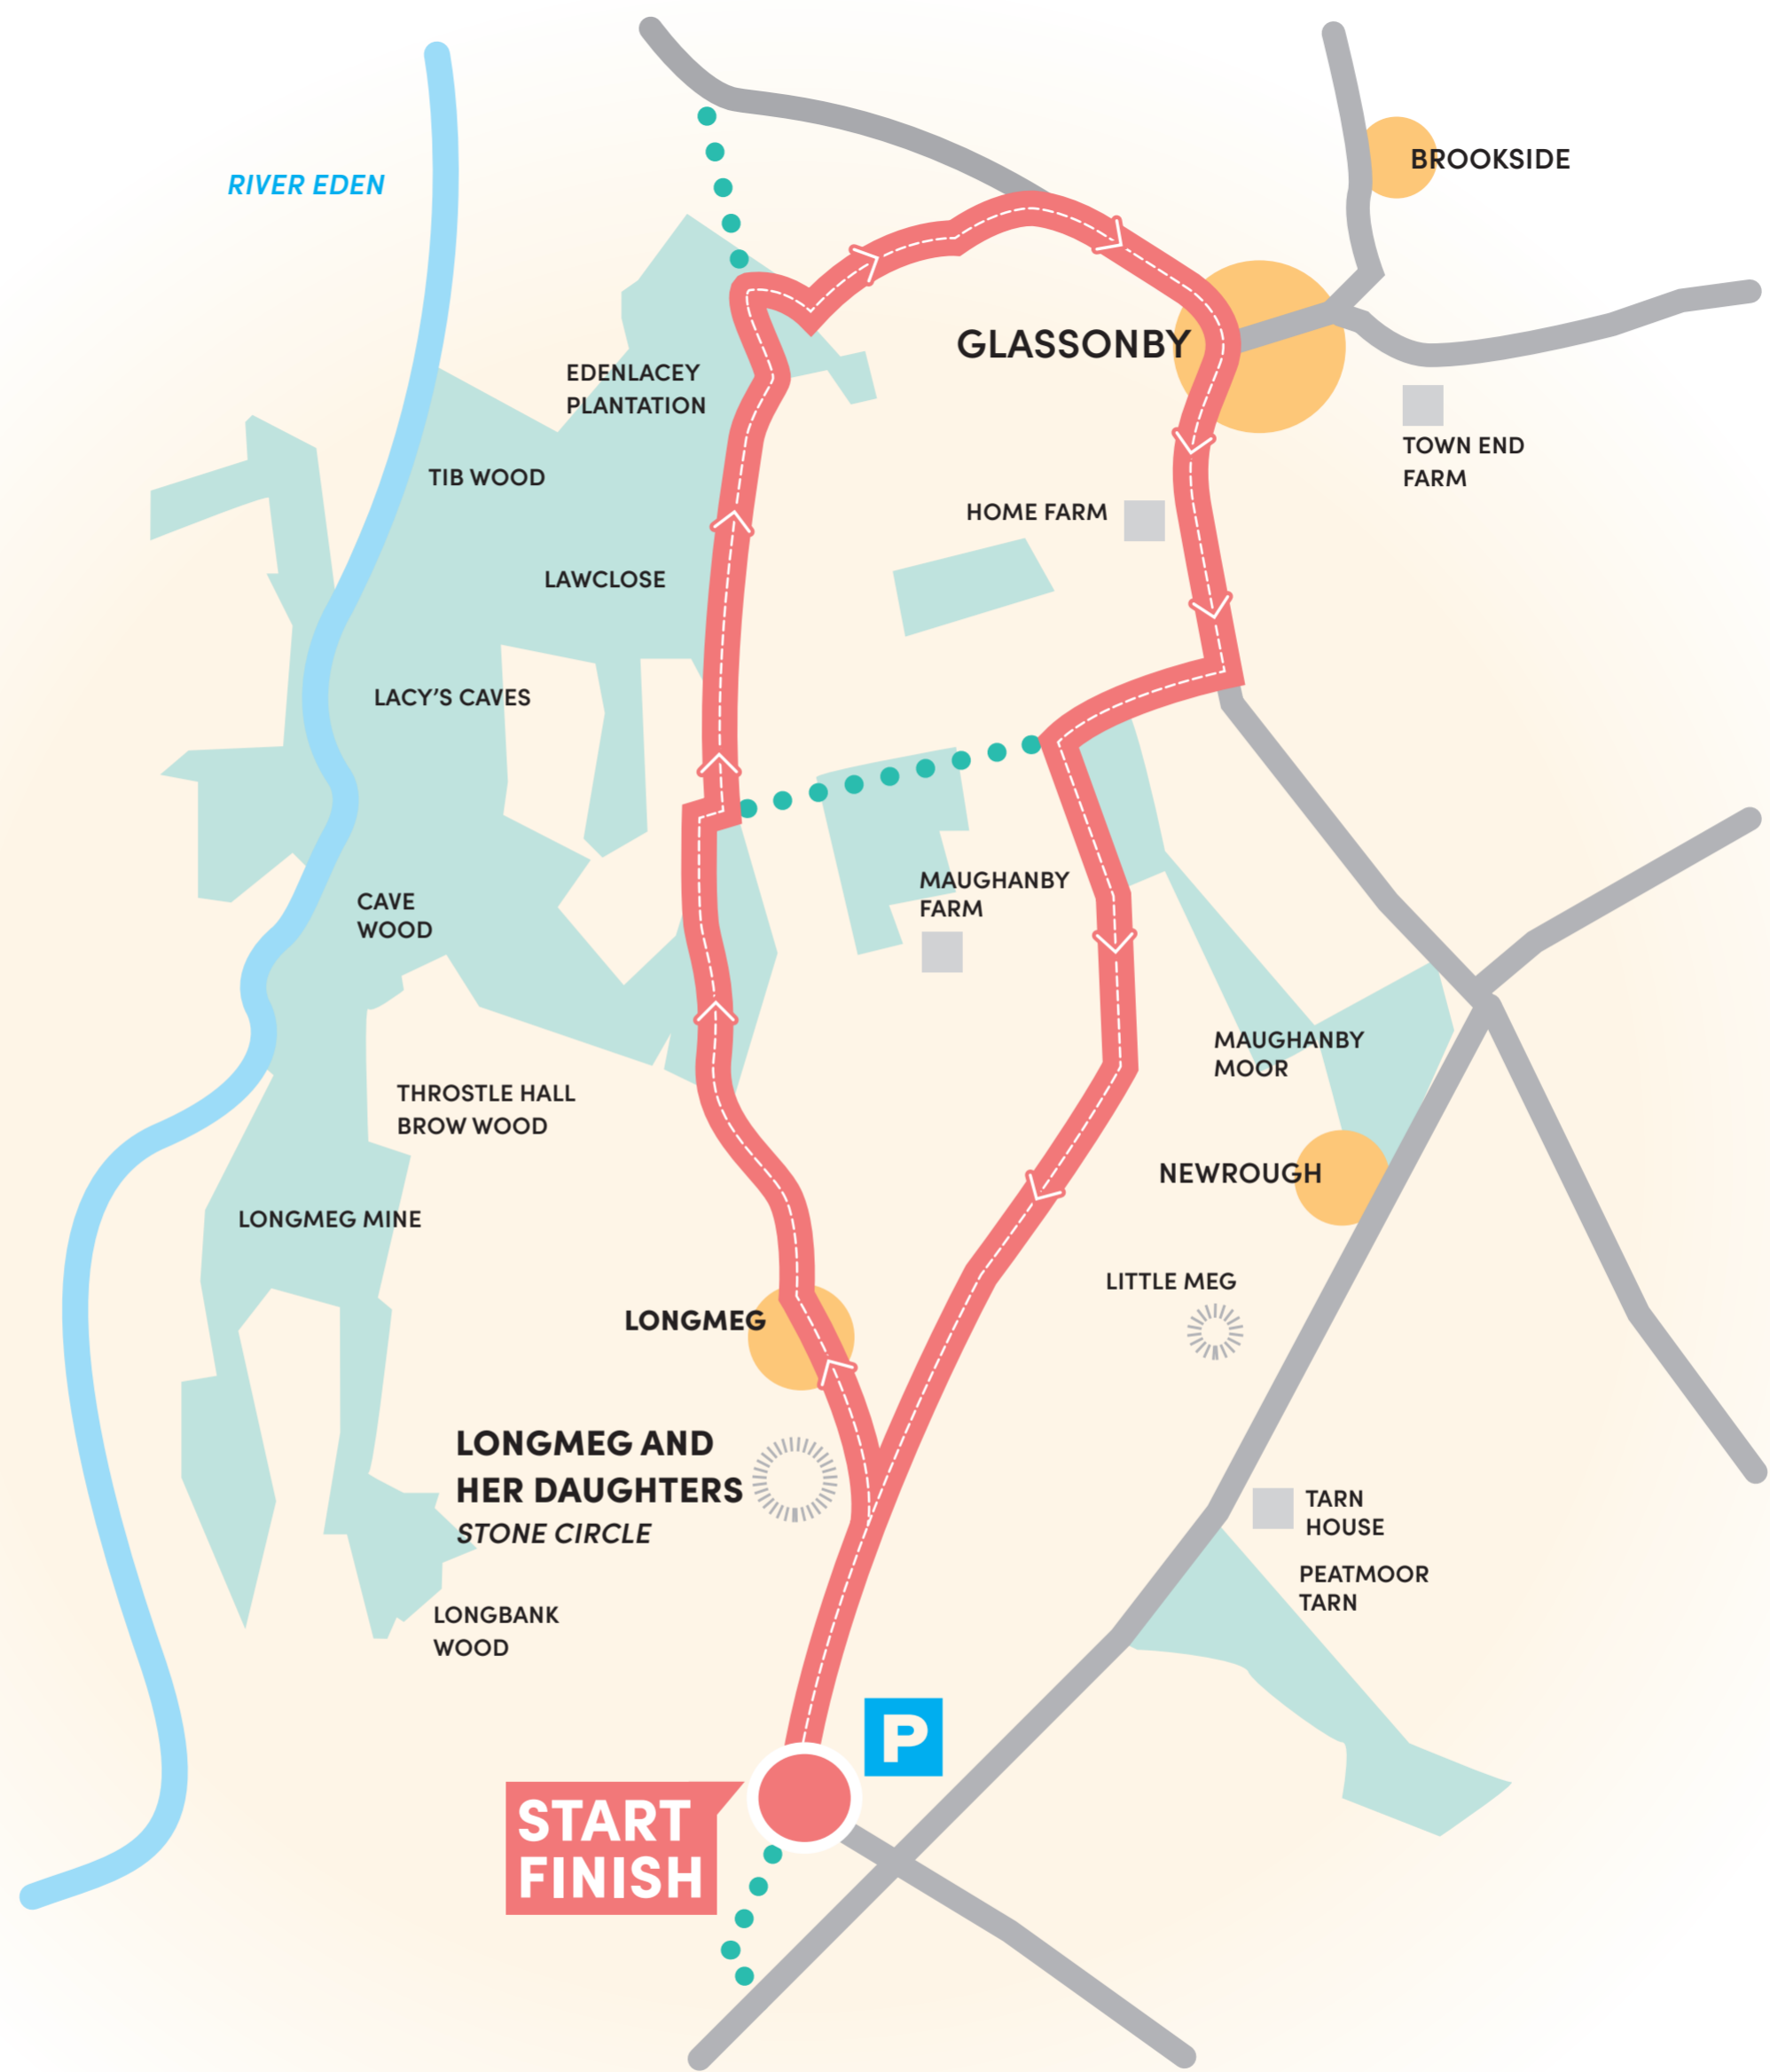 BROOKSIDE
RIVER EDEN
GLASSONBY
EDENLACEY
PLANTATION
TOWN END
FARM
TIB WOOD
HOME FARM
LAWCLOSE
LACY'S CAVES
MAUGHANBY
FARM
CAVE
WOOD
MAUGHANBY
MOOR
THROSTLE HALL
BROW WOOD
NEWROUGH
LONGMEG MINE
LITTLE MEG
LONGMEG
LONGMEG AND
HER DAUGHTERS
STONE CIRCLE
TARN
HOUSE
PEATMOOR
TARN
LONGBANK
WOOD
P
START
FINISH